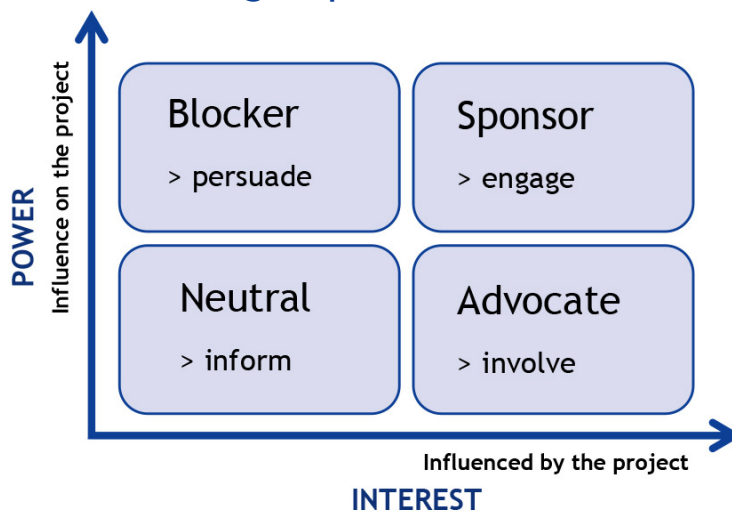 Blocker
> persuade
Sponsor
> engage
Neutral
> inform
Advocate
> involve
POWER
Influence on the project
Influenced by the project
INTEREST